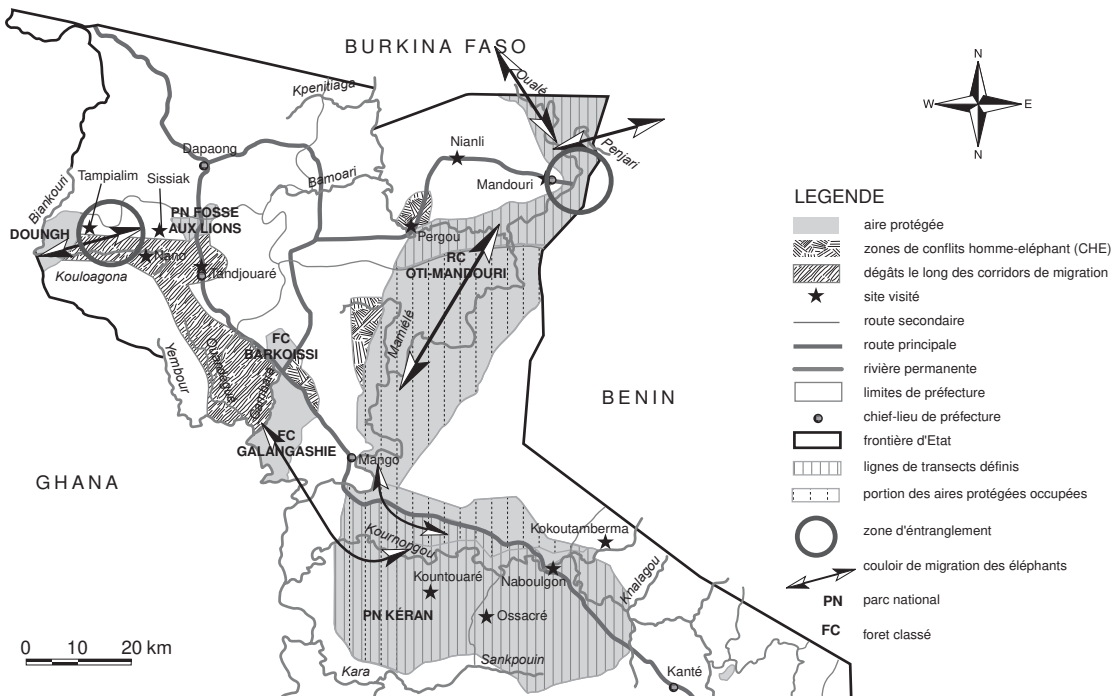 BURKINA FASO
Oualé
Kpenitiaga
Penjari
Nianli
Dapaong
Mandouri
Bamoari
Tampialim
Sissiak
Biankouri
PN FOSSE
AUX LIONS
DOUNGH
Pergou
Nano
Kouloagona
Tandjouaré
RC
OTI-MANDOURI
Mamiélé
FC
BARKOISSI
Yembour
Gambara
BENIN
FC
GALANGASHIE
Mango
GHANA
Kokoutamberma
Koumongou
Naboulgon
Khalagou
Kountouaré
PN KÉRAN
Ossacré
Sankpouin
Kara
Kanté
0 10 20 km
N
W
E
N
LEGENDE
aire protégée
zones de conflits homme-eléphant (CHE)
dégâts le long des corridors de migration
site visité
route secondaire
route principale
rivière permanente
limites de préfecture
chief-lieu de préfecture
frontière d'Etat
lignes de transects définis
portion des aires protégées occupées
zone d'éntranglement
couloir de migration des éléphants
PN parc national
FC foret classé